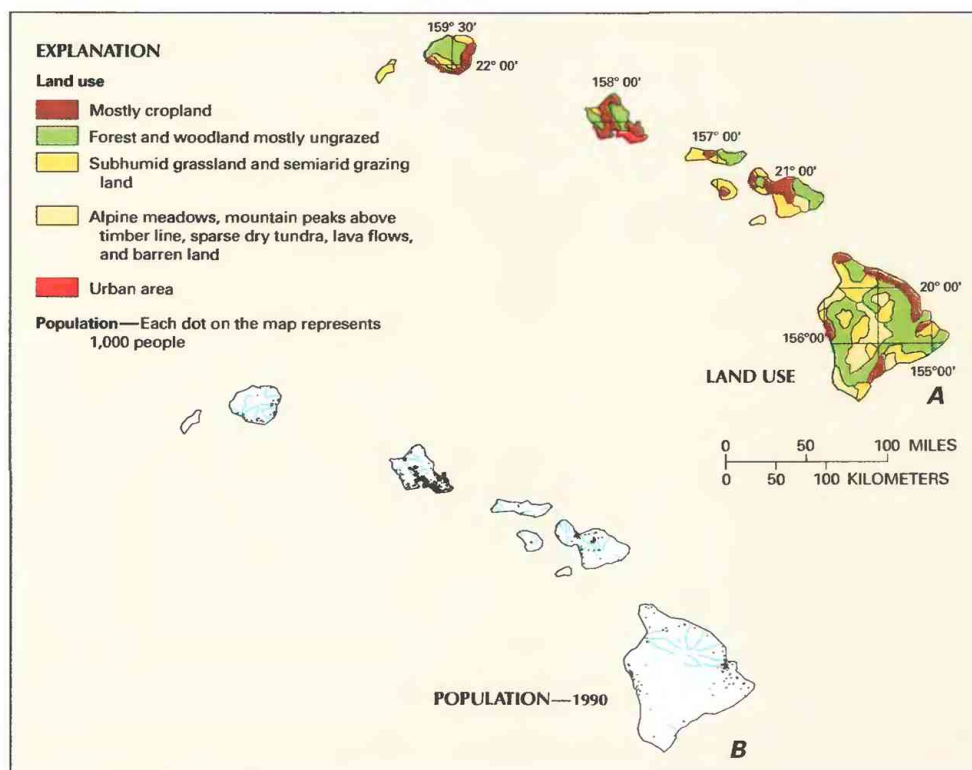 EXPLANATION
Land use
Mostly cropland
Forest and woodland mostly ungrazed
Subhumid grassland and semiarid grazing
land
Alpine meadows, mountain peaks above
timber line, sparse dry tundra, lava flows,
and barren land
Urban area
Population—Each dot on the map represents
1,000 people
159° 30'
22° 00'
158° 00'
157° 00'
21° 00'
20° 00'
156°00'
155°00'
LAND USE
A
0 50 100 MILES
0 50 100 KILOMETERS
POPULATION—1990
B